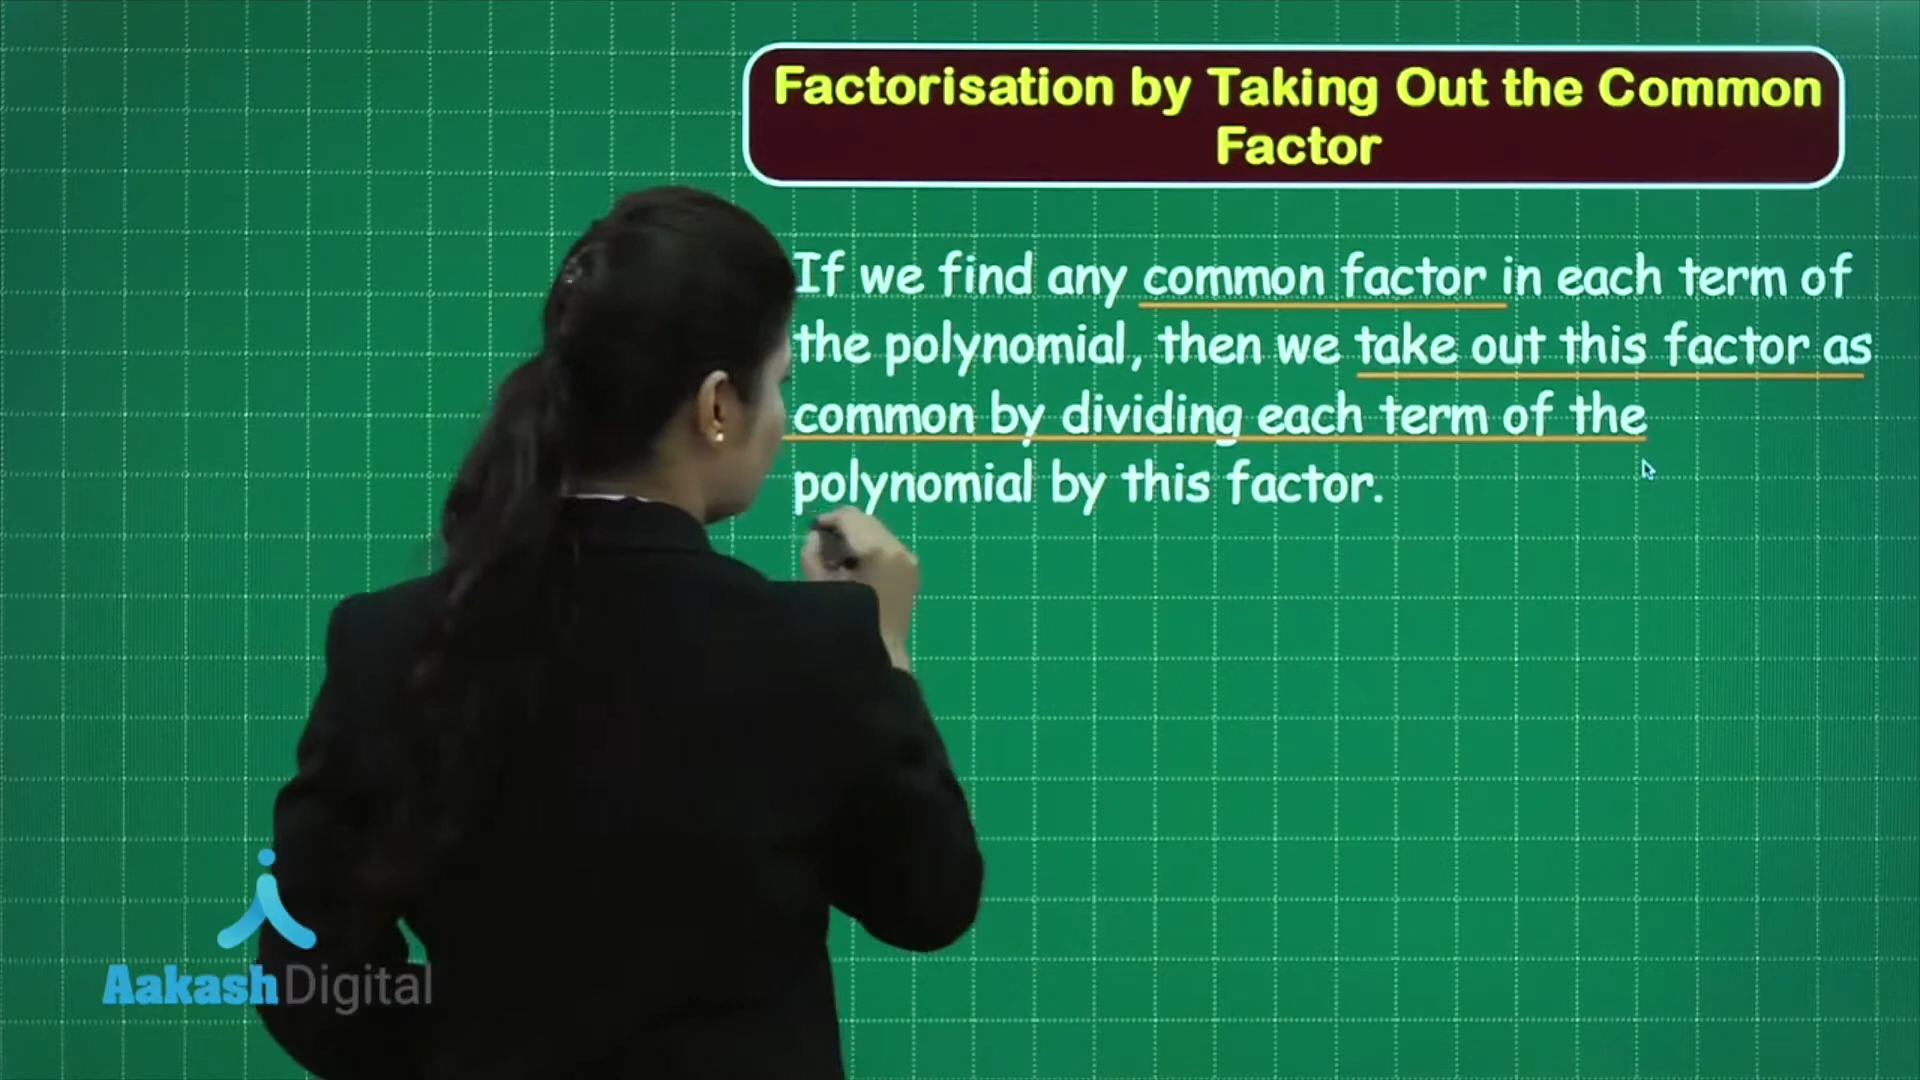 Factorisation by Taking Out the Common
Factor
If we find any common factor in each term of
the polynomial, then we take out this factor as
common by dividing each term of the
polynomial by this factor.
Aakash Digital